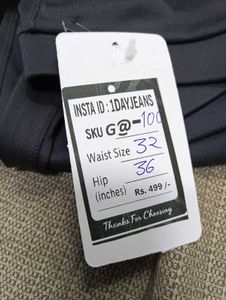 INSTA ID : 1DAYJEANS
SKU G@-100
Waist Size 32
Hip 36
(inches) Rs. 499/-
Thanks For Choosing